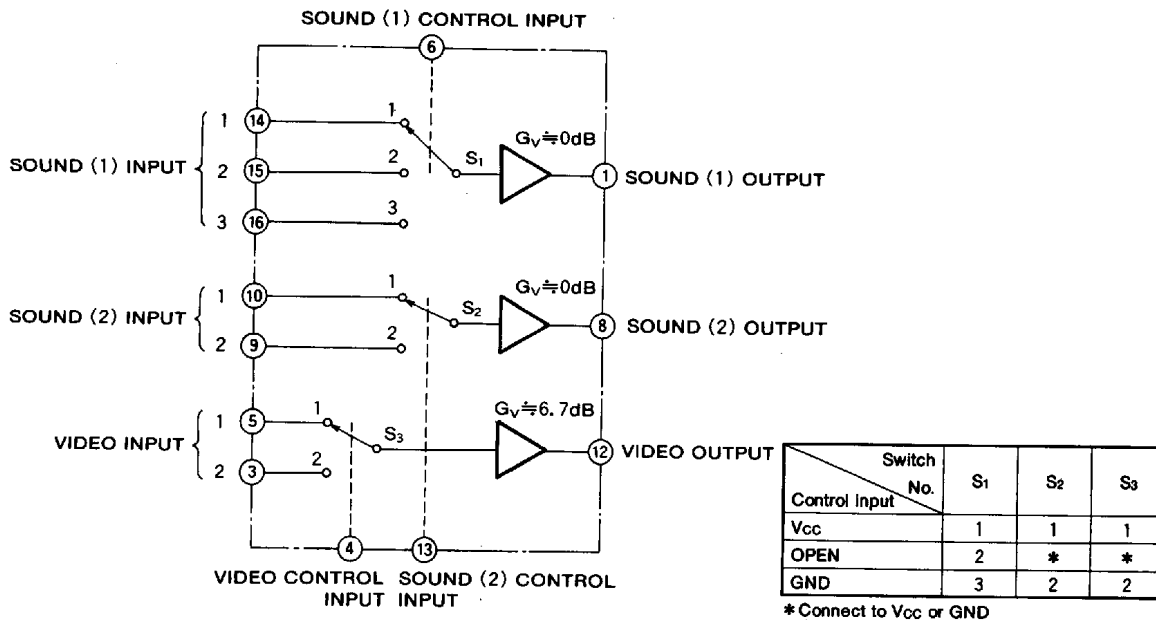 SOUND (1) CONTROL INPUT
6
1 14 1
SOUND (1) INPUT 2 15 2 S1 GV≒0dB 1 SOUND (1) OUTPUT
3 16 3
1 10 1
SOUND (2) INPUT 2 9 2 S2 GV≒0dB 8 SOUND (2) OUTPUT
1 5 1
VIDEO INPUT 2 3 2 S3 GV≒6.7dB 12 VIDEO OUTPUT
4 13
VIDEO CONTROL INPUT
SOUND (2) CONTROL INPUT
Switch No. S1 S2 S3
Control Input
Vcc 1 1 1
OPEN 2 * *
GND 3 2 2
* Connect to Vcc or GND